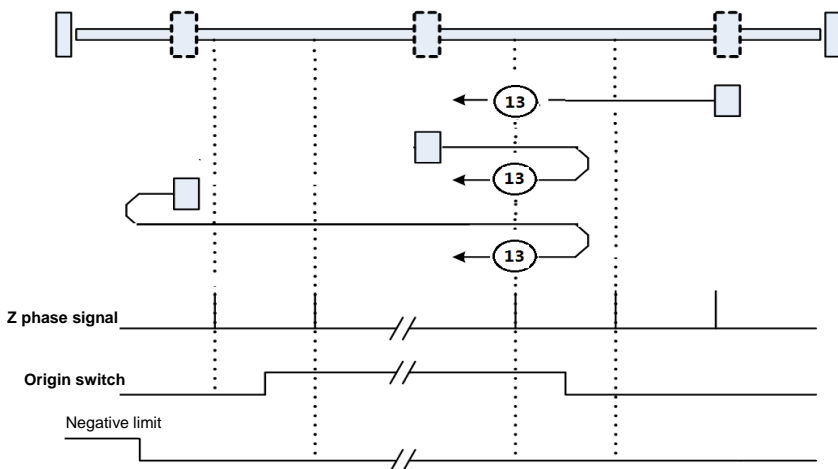 13
13
13
Z phase signal
Origin switch
Negative limit